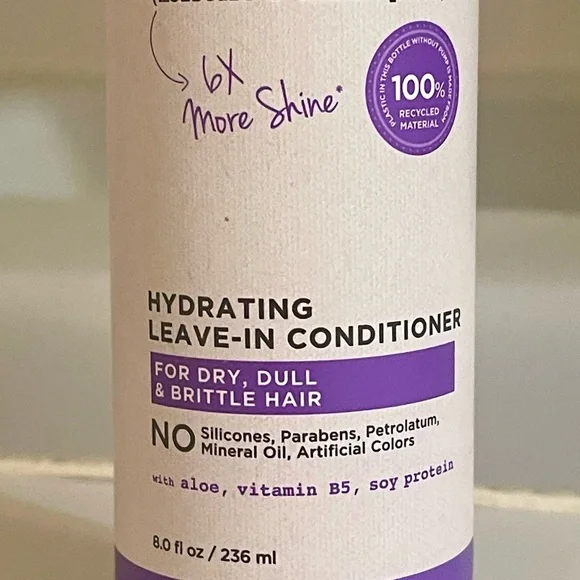 6X
More Shine*
PLASTIC IN THIS BOTTLE WITHOUT PUMP IS MADE FROM
100%
RECYCLED
MATERIAL
HYDRATING
LEAVE-IN CONDITIONER
FOR DRY, DULL
& BRITTLE HAIR
NO Silicones, Parabens, Petrolatum,
Mineral Oil, Artificial Colors
with aloe, vitamin B5, soy protein
8.0 fl oz / 236 ml